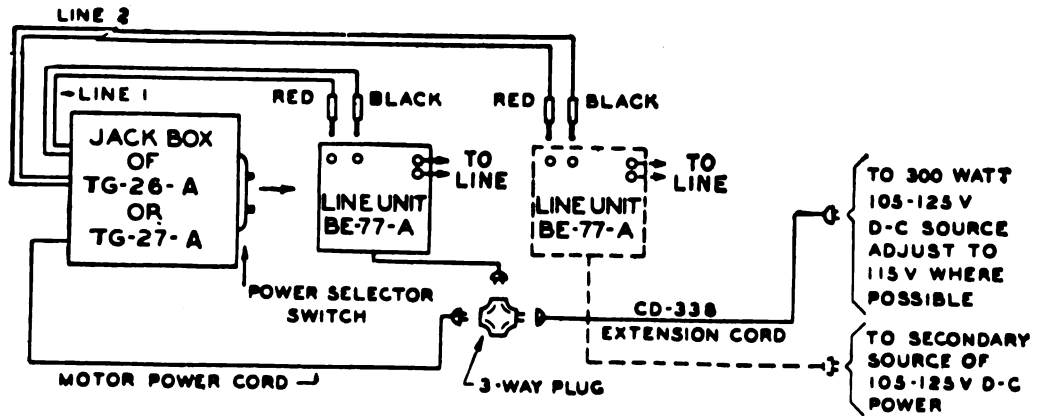 LINE 2
LINE 1
RED
BLACK
RED
BLACK
JACK BOX
OF
TG-26-A
OR
TG-27-A
TO
LINE
LINE UNIT
BE-77-A
TO
LINE
LINE UNIT
BE-77-A
TO 300 WATT
105-125 V
D-C SOURCE
ADJUST TO
115 V WHERE
POSSIBLE
POWER SELECTOR
SWITCH
CD-338
EXTENSION CORD
MOTOR POWER CORD
3-WAY PLUG
TO SECONDARY
SOURCE OF
105-125 V D-C
POWER